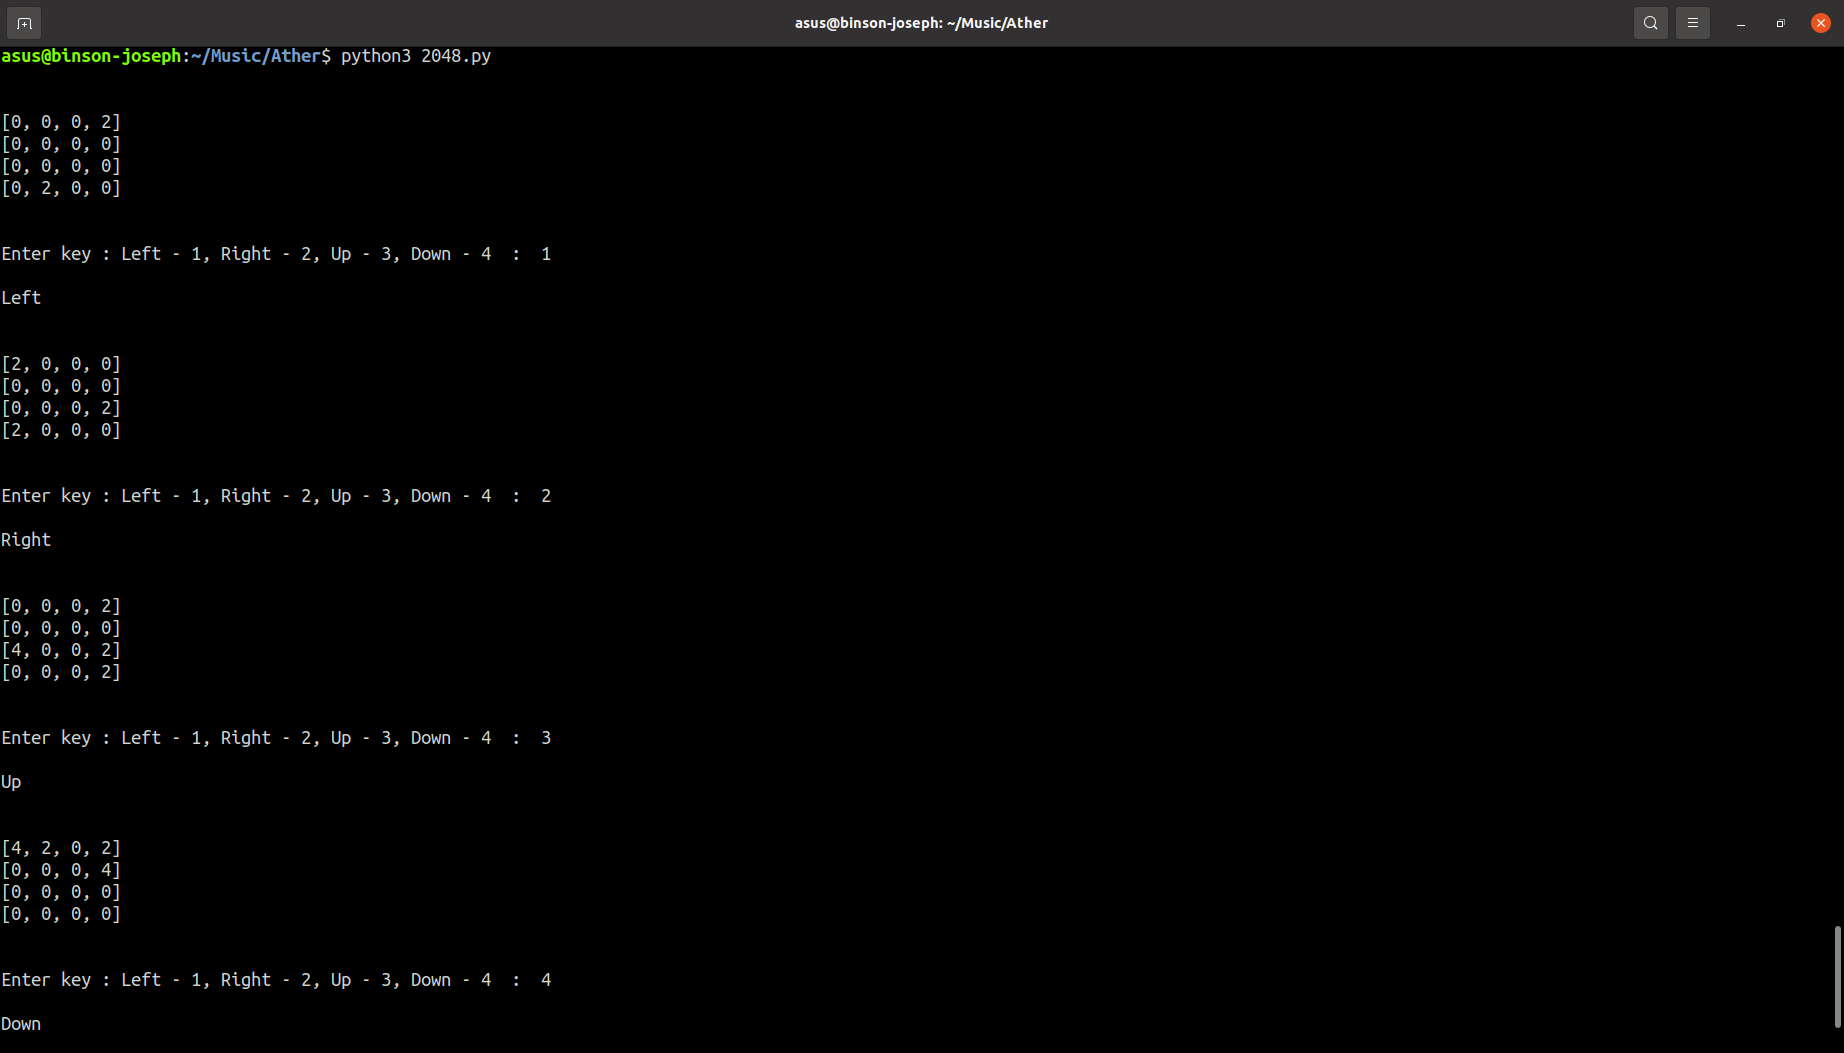 asus@binson-joseph: ~/Music/Ather
asus@binson-joseph:~/Music/Ather$ python3 2048.py
[0, 0, 0, 2]
[0, 0, 0, 0]
[0, 0, 0, 0]
[0, 2, 0, 0]
Enter key : Left - 1, Right - 2, Up - 3, Down - 4  :  1
Left
[2, 0, 0, 0]
[0, 0, 0, 0]
[0, 0, 0, 2]
[2, 0, 0, 0]
Enter key : Left - 1, Right - 2, Up - 3, Down - 4  :  2
Right
[0, 0, 0, 2]
[0, 0, 0, 0]
[4, 0, 0, 2]
[0, 0, 0, 2]
Enter key : Left - 1, Right - 2, Up - 3, Down - 4  :  3
Up
[4, 2, 0, 2]
[0, 0, 0, 4]
[0, 0, 0, 0]
[0, 0, 0, 0]
Enter key : Left - 1, Right - 2, Up - 3, Down - 4  :  4
Down